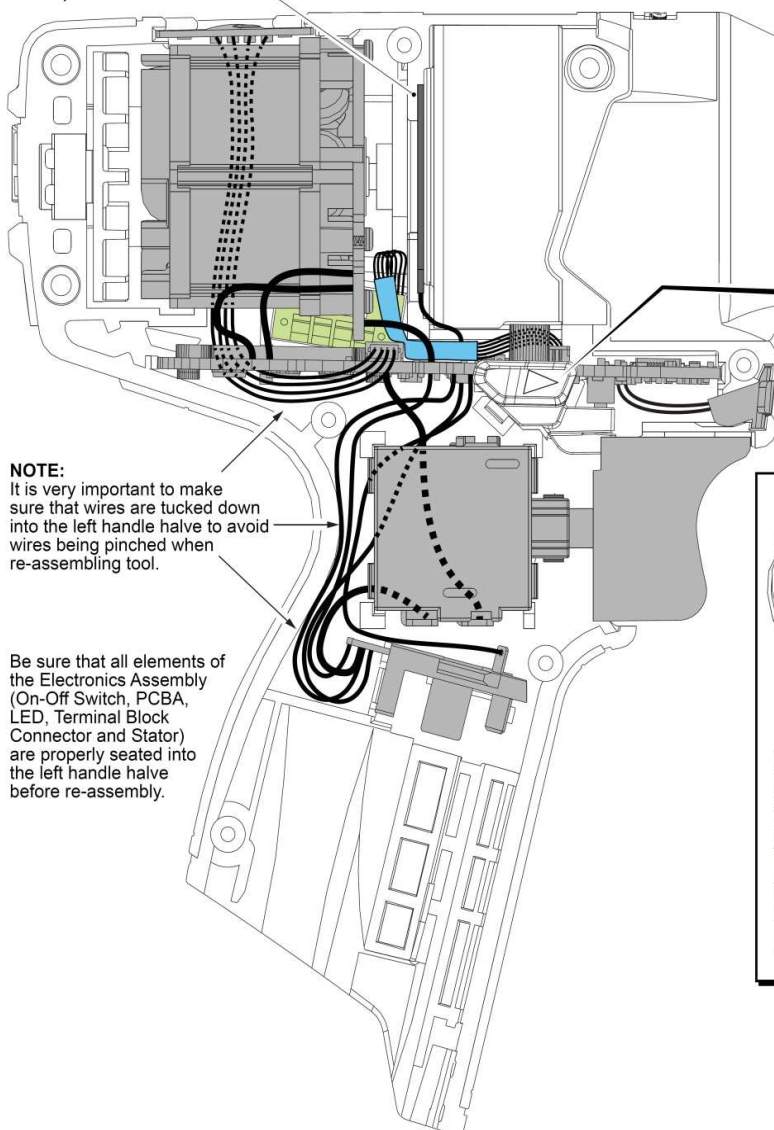 NOTE:
It is very important to make
sure that wires are tucked down
into the left handle halve to avoid
wires being pinched when
re-assembling tool.
Be sure that all elements of
the Electronics Assembly
(On-Off Switch, PCBA,
LED, Terminal Block
Connector and Stator)
are properly seated into
the left handle halve
before re-assembly.